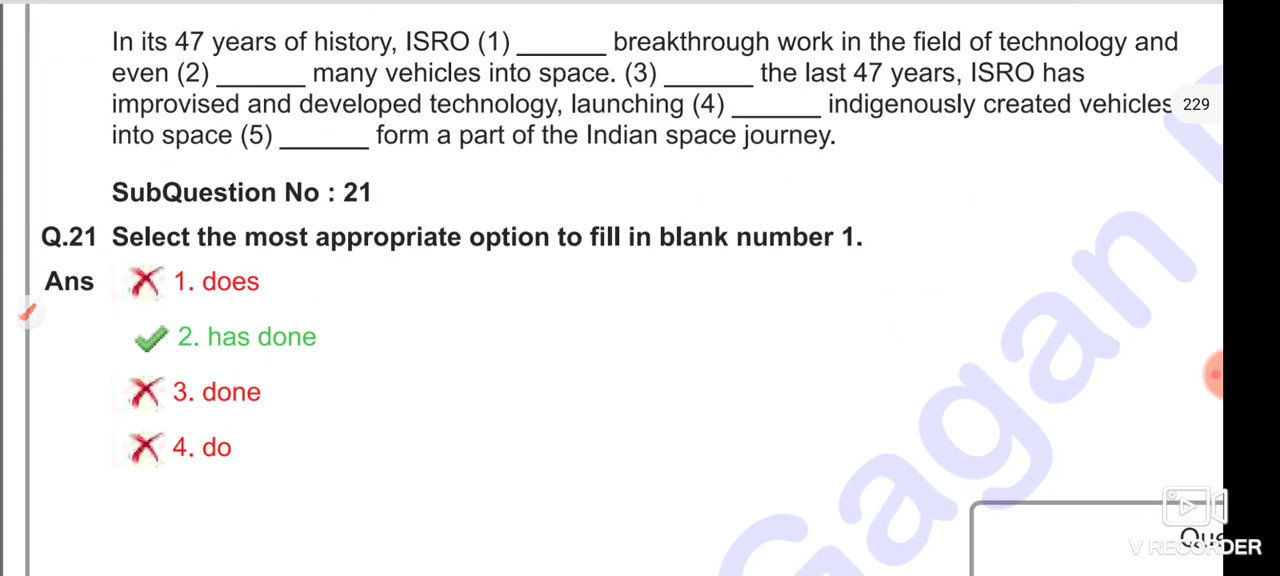 In its 47 years of history, ISRO (1) ______ breakthrough work in the field of technology and
even (2) ______ many vehicles into space. (3) ______ the last 47 years, ISRO has
improvised and developed technology, launching (4) ______ indigenously created vehicles
229
into space (5) ______ form a part of the Indian space journey.
SubQuestion No : 21
Q.21 Select the most appropriate option to fill in blank number 1.
Ans 1. does
2. has done
3. done
4. do
Gagan
V RECORDER